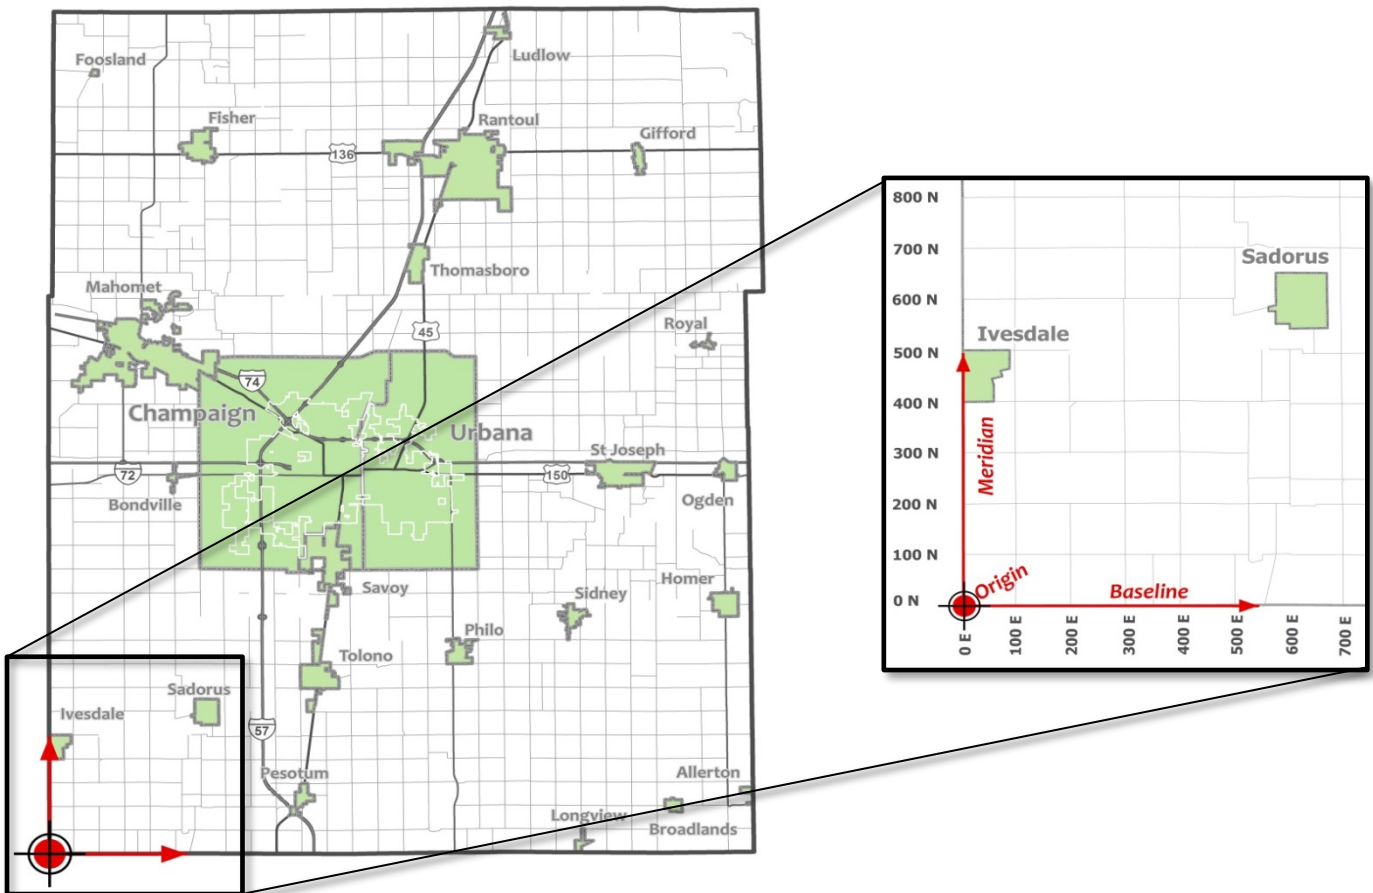 Foosland
Ludlow
Fisher
Rantoul
Gifford
136
Thomasboro
Mahomet
45
Royal
74
Champaign
Urbana
St Joseph
72
150
Bondville
Ogden
Savoy
Sidney
Homer
Philo
Tolono
Sadorus
Ivesdale
57
Pesotum
Allerton
Longview
Broadlands
800 N
700 N
Sadorus
600 N
Ivesdale
500 N
400 N
Meridian
300 N
200 N
100 N
Origin
Baseline
0 N
0 E
100 E
200 E
300 E
400 E
500 E
600 E
700 E